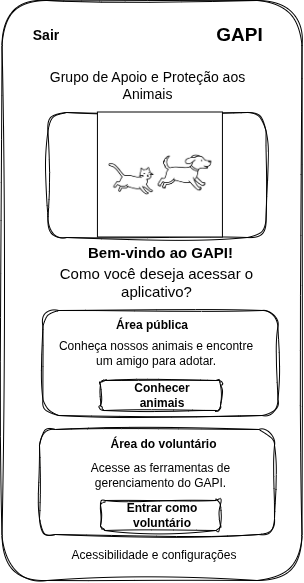 Sair
GAPI
Grupo de Apoio e Proteção aos
Animais
Bem-vindo ao GAPI!
Como você deseja acessar o
aplicativo?
Área pública
Conheça nossos animais e encontre
um amigo para adotar.
Conhecer
animais
Área do voluntário
Acesse as ferramentas de
gerenciamento do GAPI.
Entrar como
voluntário
Acessibilidade e configurações